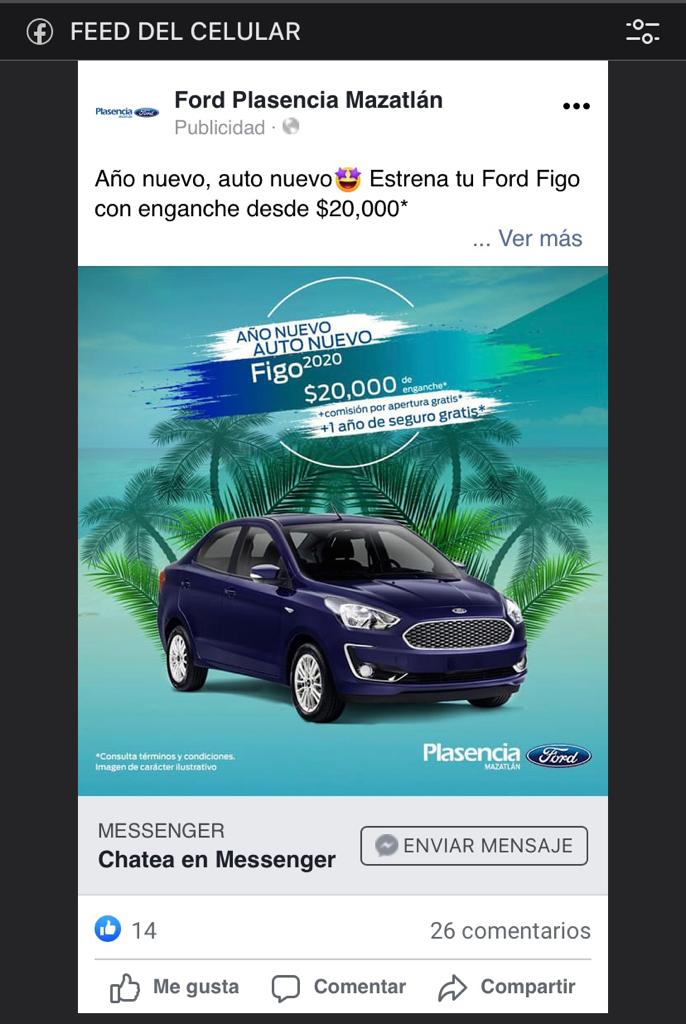 FEED DEL CELULAR
Plasencia Ford
MAZATLÁN
Ford Plasencia Mazatlán
Publicidad ·
Año nuevo, auto nuevo🤩 Estrena tu Ford Figo
con enganche desde $20,000*
... Ver más
AÑO NUEVO
AUTO NUEVO
Figo 2020
$20,000 de enganche*
+comisión por apertura gratis*
+1 año de seguro gratis*
*Consulta términos y condiciones.
Imagen de carácter ilustrativo
Plasencia Ford
MAZATLÁN
MESSENGER
Chatea en Messenger
ENVIAR MENSAJE
14
26 comentarios
Me gusta Comentar Compartir